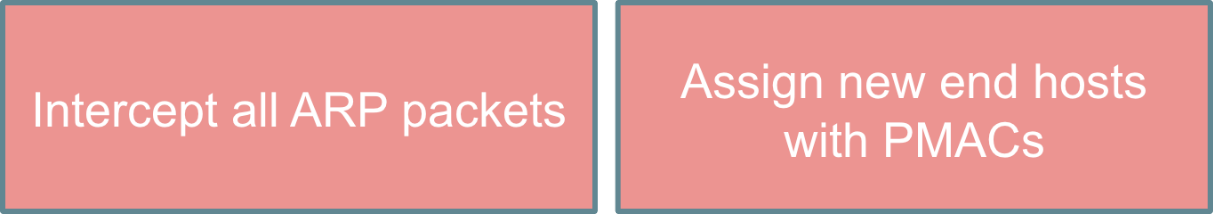 Intercept all ARP packets
Assign new end hosts
with PMACs